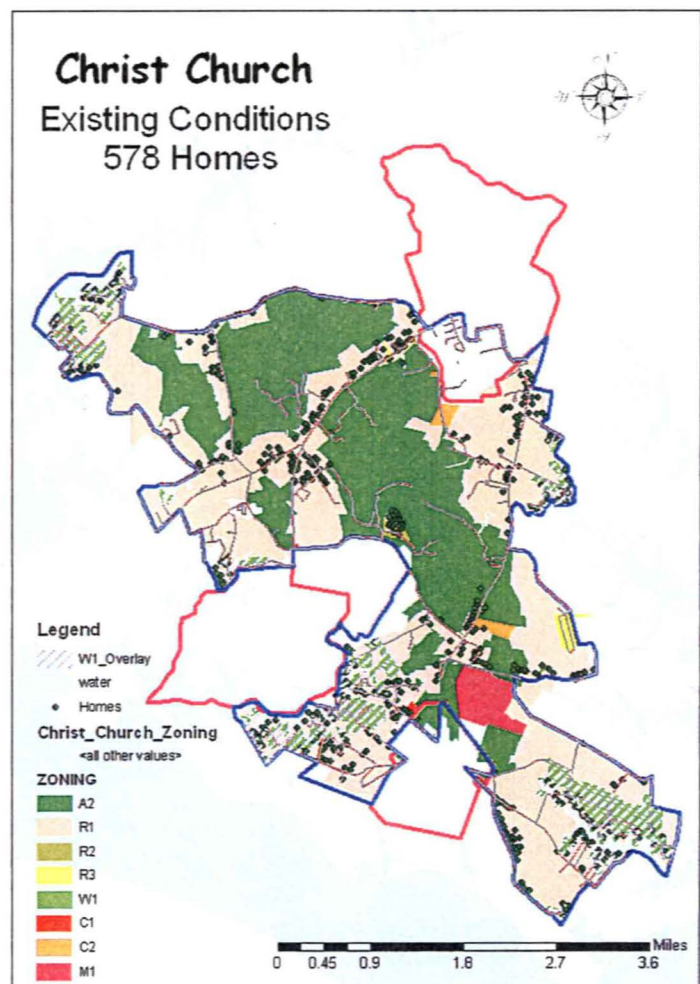 Christ Church
Existing Conditions
578 Homes
Legend
W1_Overlay
water
Homes
Christ_Church_Zoning
<all other values>
ZONING
A2
R1
R2
R3
W1
C1
C2
M1
Miles
0 0.45 0.9 1.8 2.7 3.6